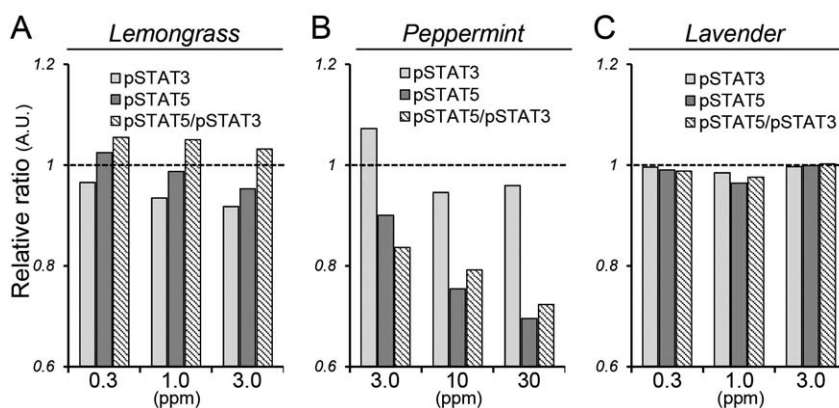 A Lemongrass
B Peppermint
C Lavender
Relative ratio (A.U.)
1.2
1
0.8
0.6
pSTAT3
pSTAT5
pSTAT5/pSTAT3
0.3 1.0 3.0
(ppm)
1.2
1
0.8
0.6
pSTAT3
pSTAT5
pSTAT5/pSTAT3
3.0 10 30
(ppm)
1.2
1
0.8
0.6
pSTAT3
pSTAT5
pSTAT5/pSTAT3
0.3 1.0 3.0
(ppm)